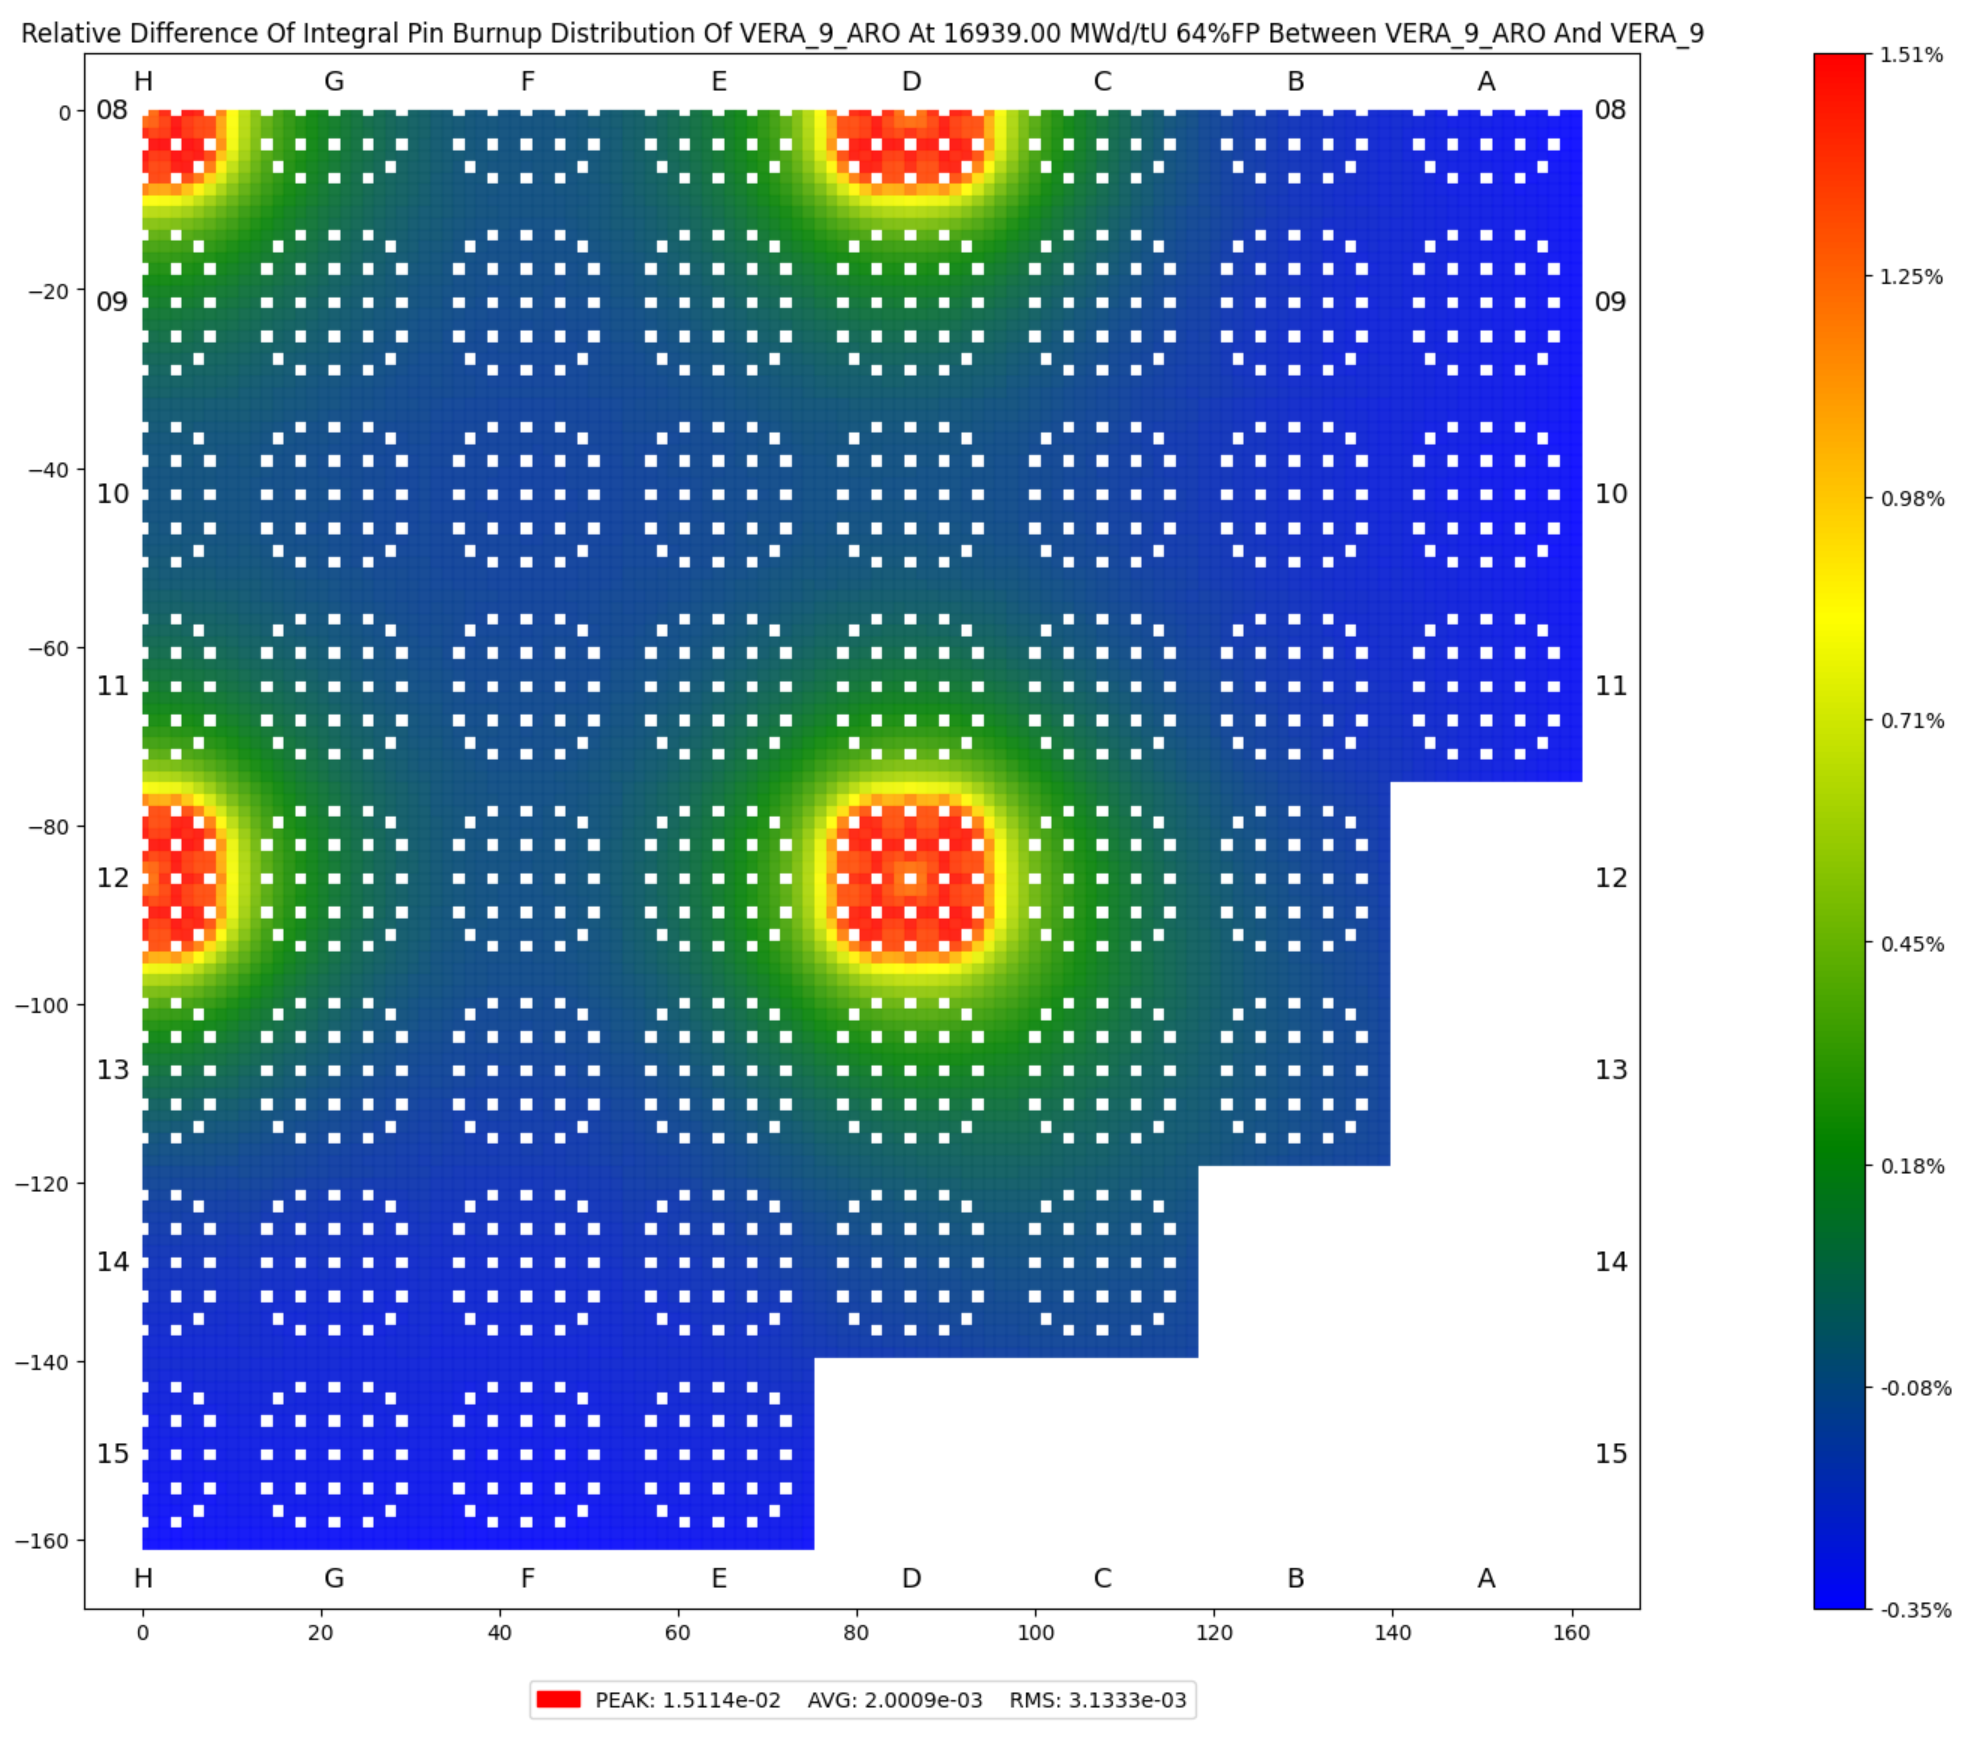 Relative Difference Of Integral Pin Burnup Distribution Of VERA_9_ARO At 16939.00 MWd/tU 64%FP Between VERA_9_ARO And VERA_9
H G F E D C B A
0 08 08
−20 09 09
−40 10 10
−60 11 11
−80 12 12
−100 13 13
−120 14 14
−140 15 15
−160
H G F E D C B A
0 20 40 60 80 100 120 140 160
PEAK: 1.5114e-02 AVG: 2.0009e-03 RMS: 3.1333e-03
1.51%
1.25%
0.98%
0.71%
0.45%
0.18%
-0.08%
-0.35%